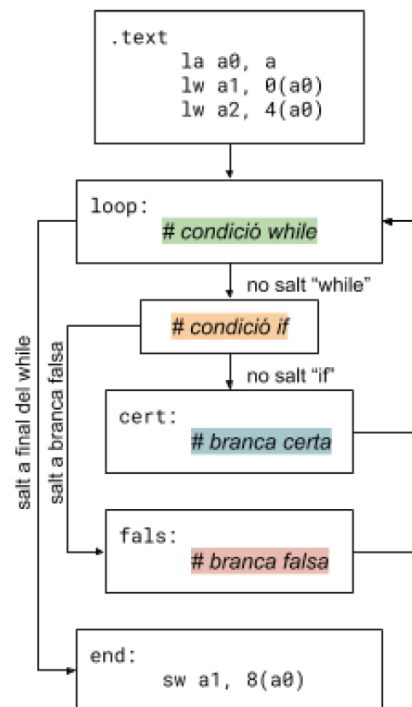 .text
la a0, a
lw a1, 0(a0)
lw a2, 4(a0)
loop:
# condició while
no salt "while"
# condició if
no salt "if"
cert:
# branca certa
salt a final del while
salt a branca falsa
fals:
# branca falsa
end:
sw a1, 8(a0)